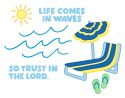 LIFE COMES
IN WAVES
SO TRUST IN
THE LORD.